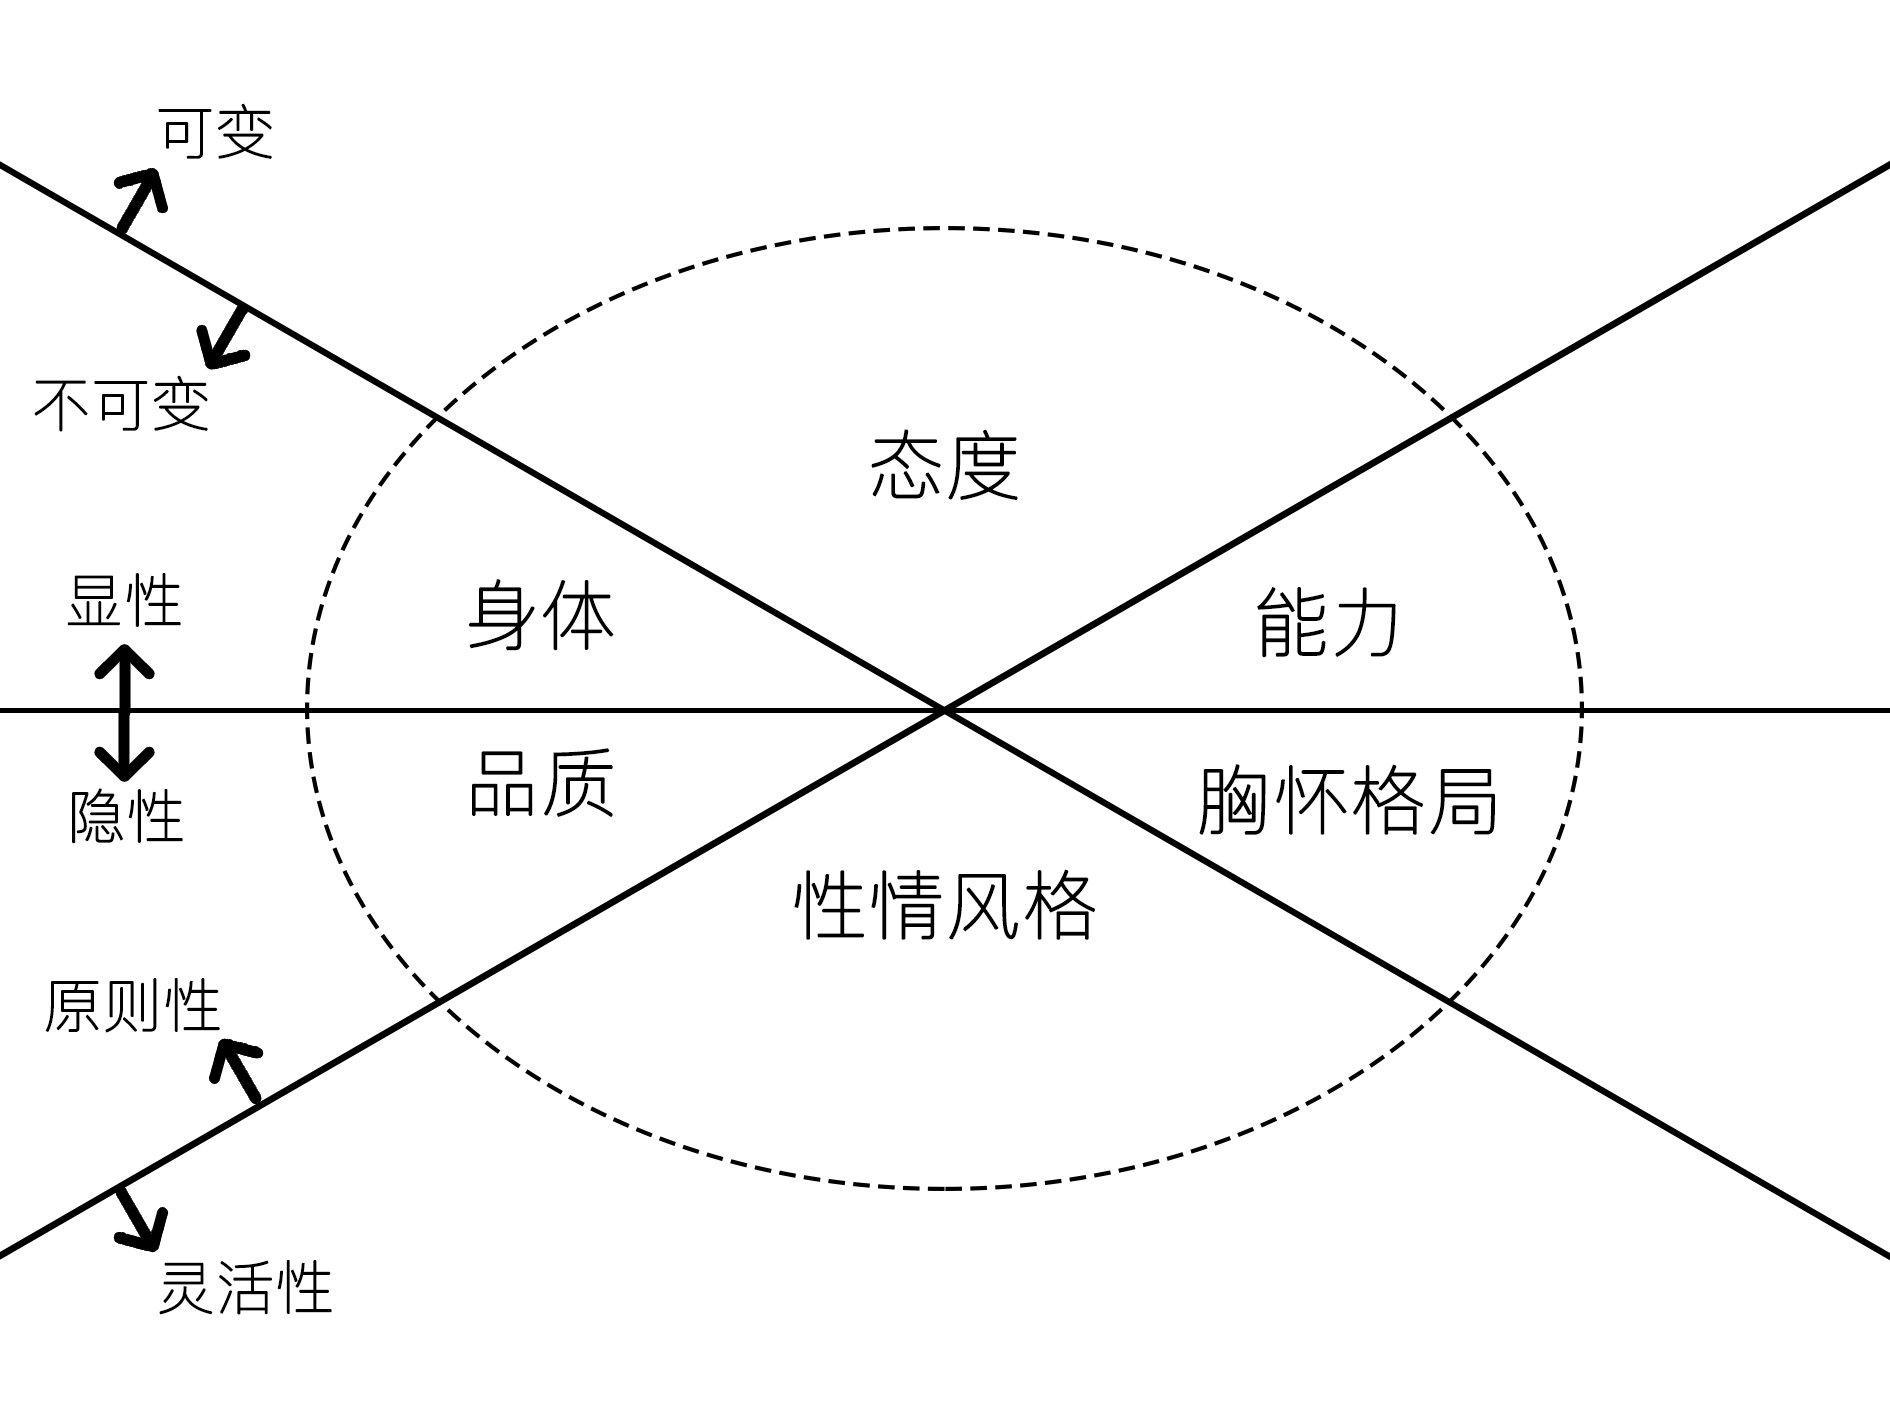 可变
不可变
态度
显性
身体
能力
隐性
品质
胸怀格局
性情风格
原则性
灵活性